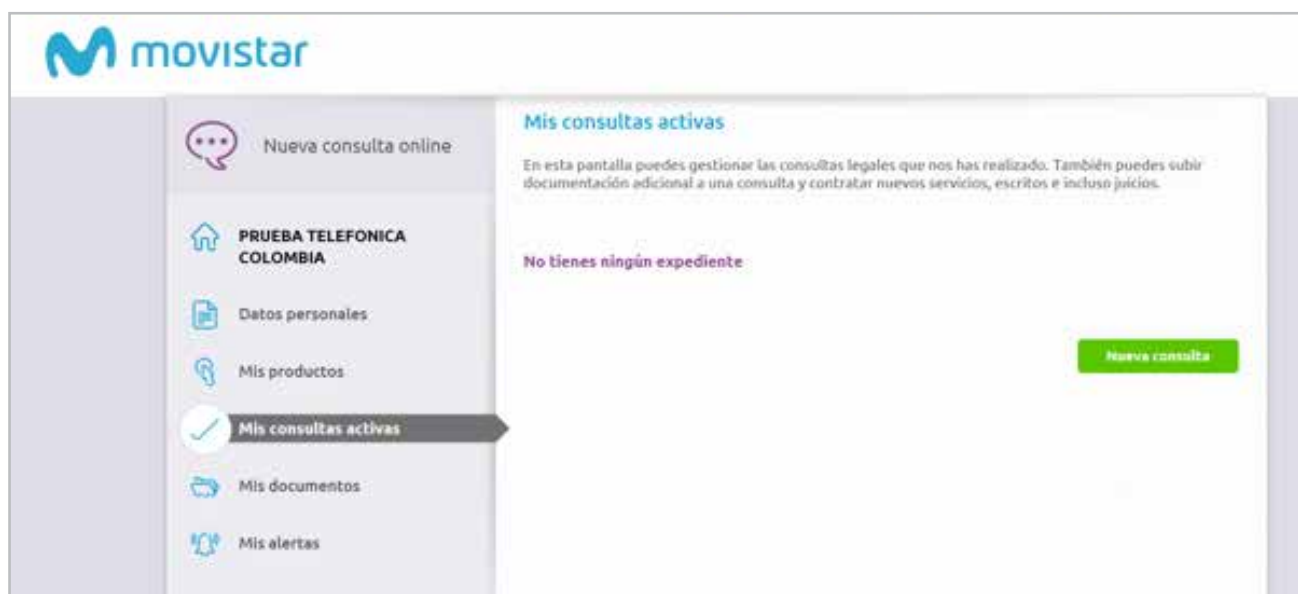 movistar
Nueva consulta online
PRUEBA TELEFONICA
COLOMBIA
Datos personales
Mis productos
Mis consultas activas
Mis documentos
Mis alertas
Mis consultas activas
En esta pantalla puedes gestionar las consultas legales que nos has realizado. También puedes subir
documentación adicional a una consulta y contratar nuevos servicios, escritos e incluso juicios.
No tienes ningún expediente
Nueva consulta